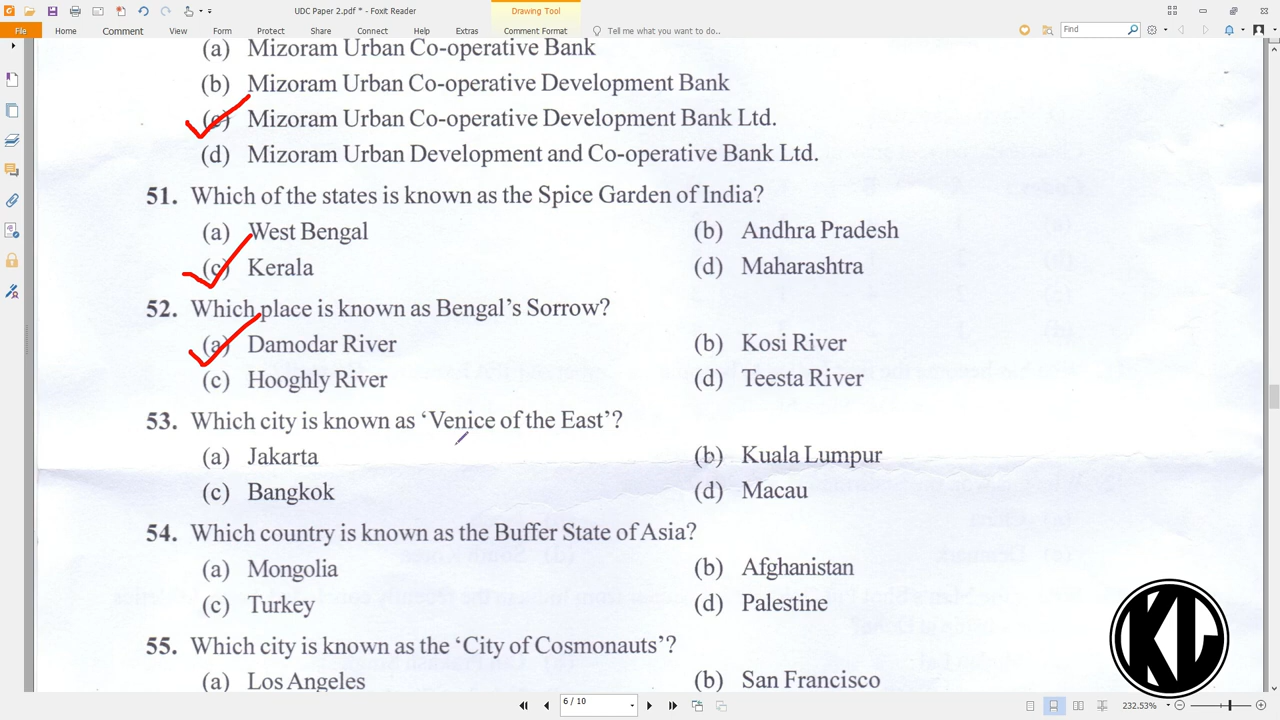 UDC Paper 2.pdf * - Foxit Reader
Drawing Tool
File
Home
Comment
View
Form
Protect
Share
Connect
Help
Extras
Comment Format
Tell me what you want to do..
Find
(a) Mizoram Urban Co-operative Bank
(b) Mizoram Urban Co-operative Development Bank
(c) Mizoram Urban Co-operative Development Bank Ltd.
(d) Mizoram Urban Development and Co-operative Bank Ltd.
51. Which of the states is known as the Spice Garden of India?
(a) West Bengal (b) Andhra Pradesh
(c) Kerala (d) Maharashtra
52. Which place is known as Bengal's Sorrow?
(a) Damodar River (b) Kosi River
(c) Hooghly River (d) Teesta River
53. Which city is known as ‘Venice of the East’?
(a) Jakarta (b) Kuala Lumpur
(c) Bangkok (d) Macau
54. Which country is known as the Buffer State of Asia?
(a) Mongolia (b) Afghanistan
(c) Turkey (d) Palestine
55. Which city is known as the ‘City of Cosmonauts’?
(a) Los Angeles (b) San Francisco
KL
6 / 10
232.53%